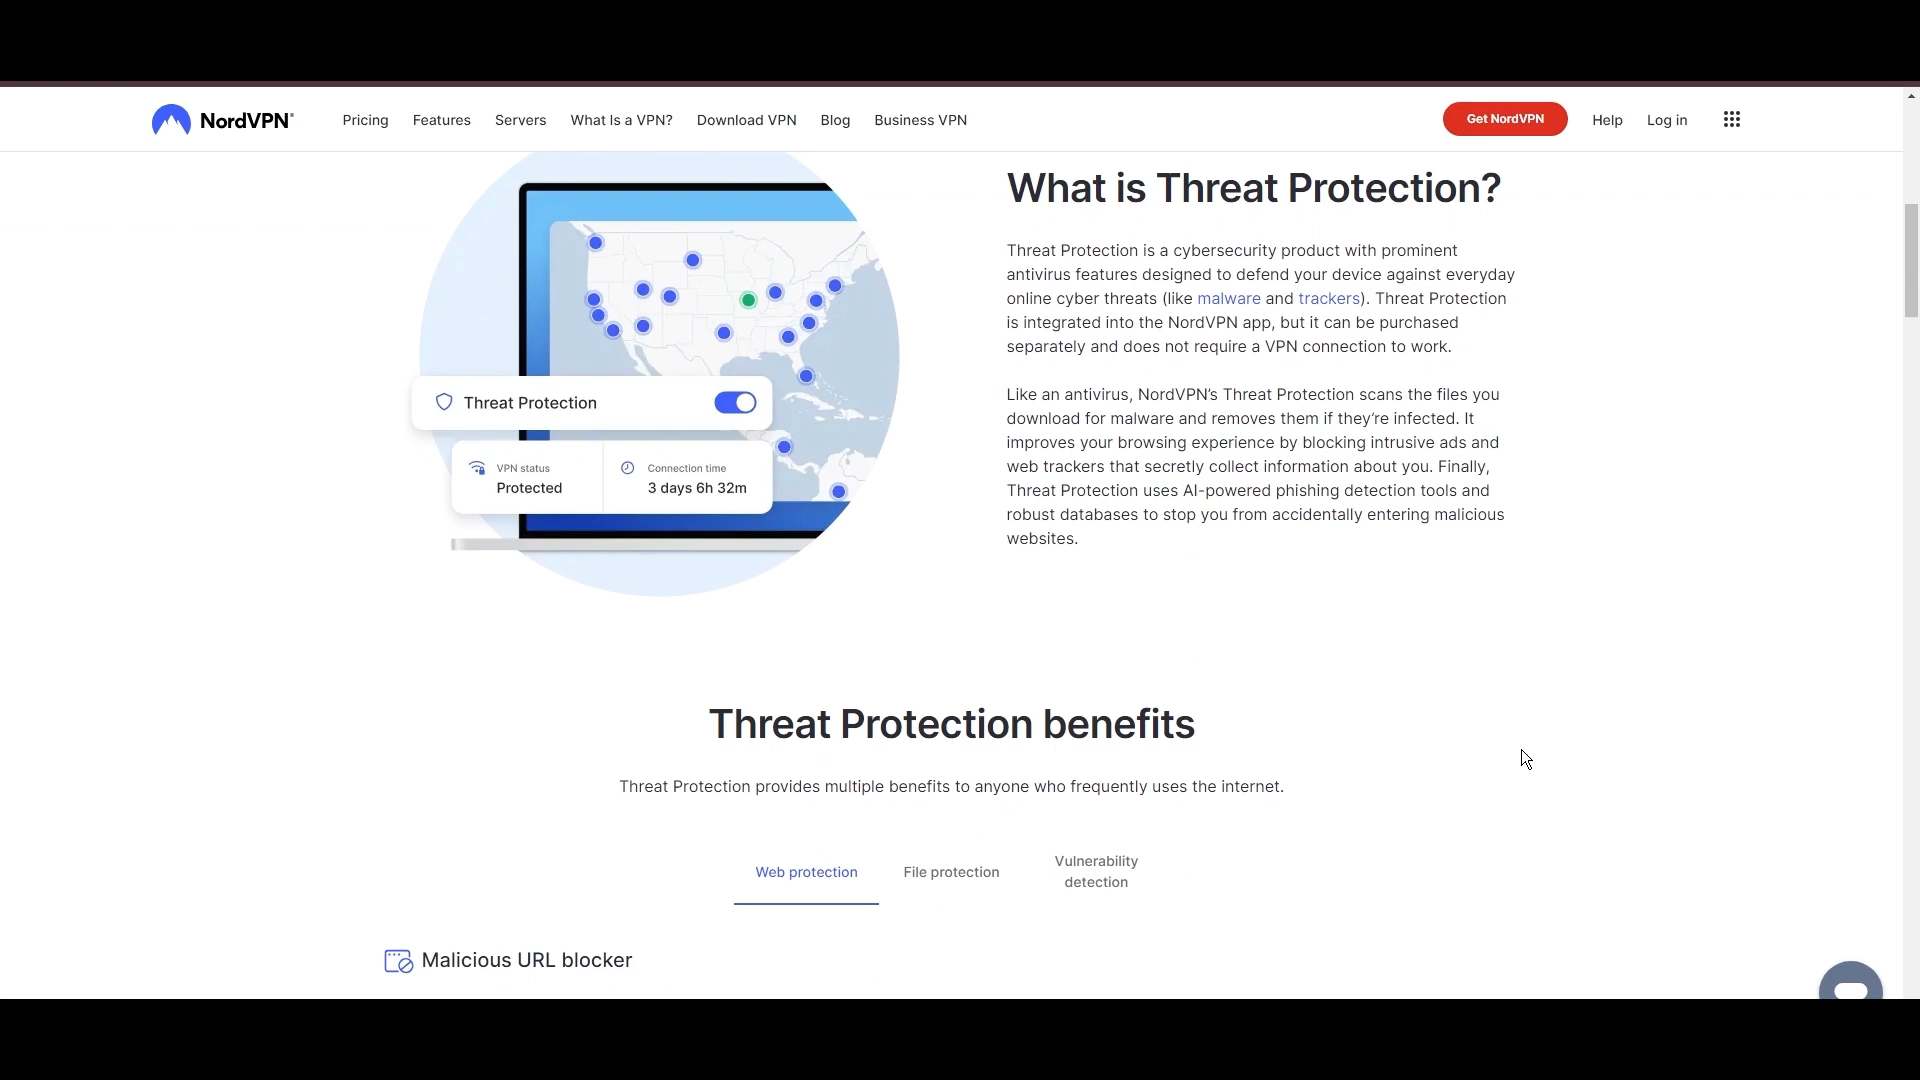 NordVPN®
Pricing
Features
Servers
What Is a VPN?
Download VPN
Blog
Business VPN
Get NordVPN
Help
Log in
What is Threat Protection?
Threat Protection is a cybersecurity product with prominent
antivirus features designed to defend your device against everyday
online cyber threats (like malware and trackers). Threat Protection
is integrated into the NordVPN app, but it can be purchased
separately and does not require a VPN connection to work.
Like an antivirus, NordVPN’s Threat Protection scans the files you
download for malware and removes them if they’re infected. It
improves your browsing experience by blocking intrusive ads and
web trackers that secretly collect information about you. Finally,
Threat Protection uses AI-powered phishing detection tools and
robust databases to stop you from accidentally entering malicious
websites.
Threat Protection
VPN status
Protected
Connection time
3 days 6h 32m
Threat Protection benefits
Threat Protection provides multiple benefits to anyone who frequently uses the internet.
Web protection
File protection
Vulnerability
detection
Malicious URL blocker